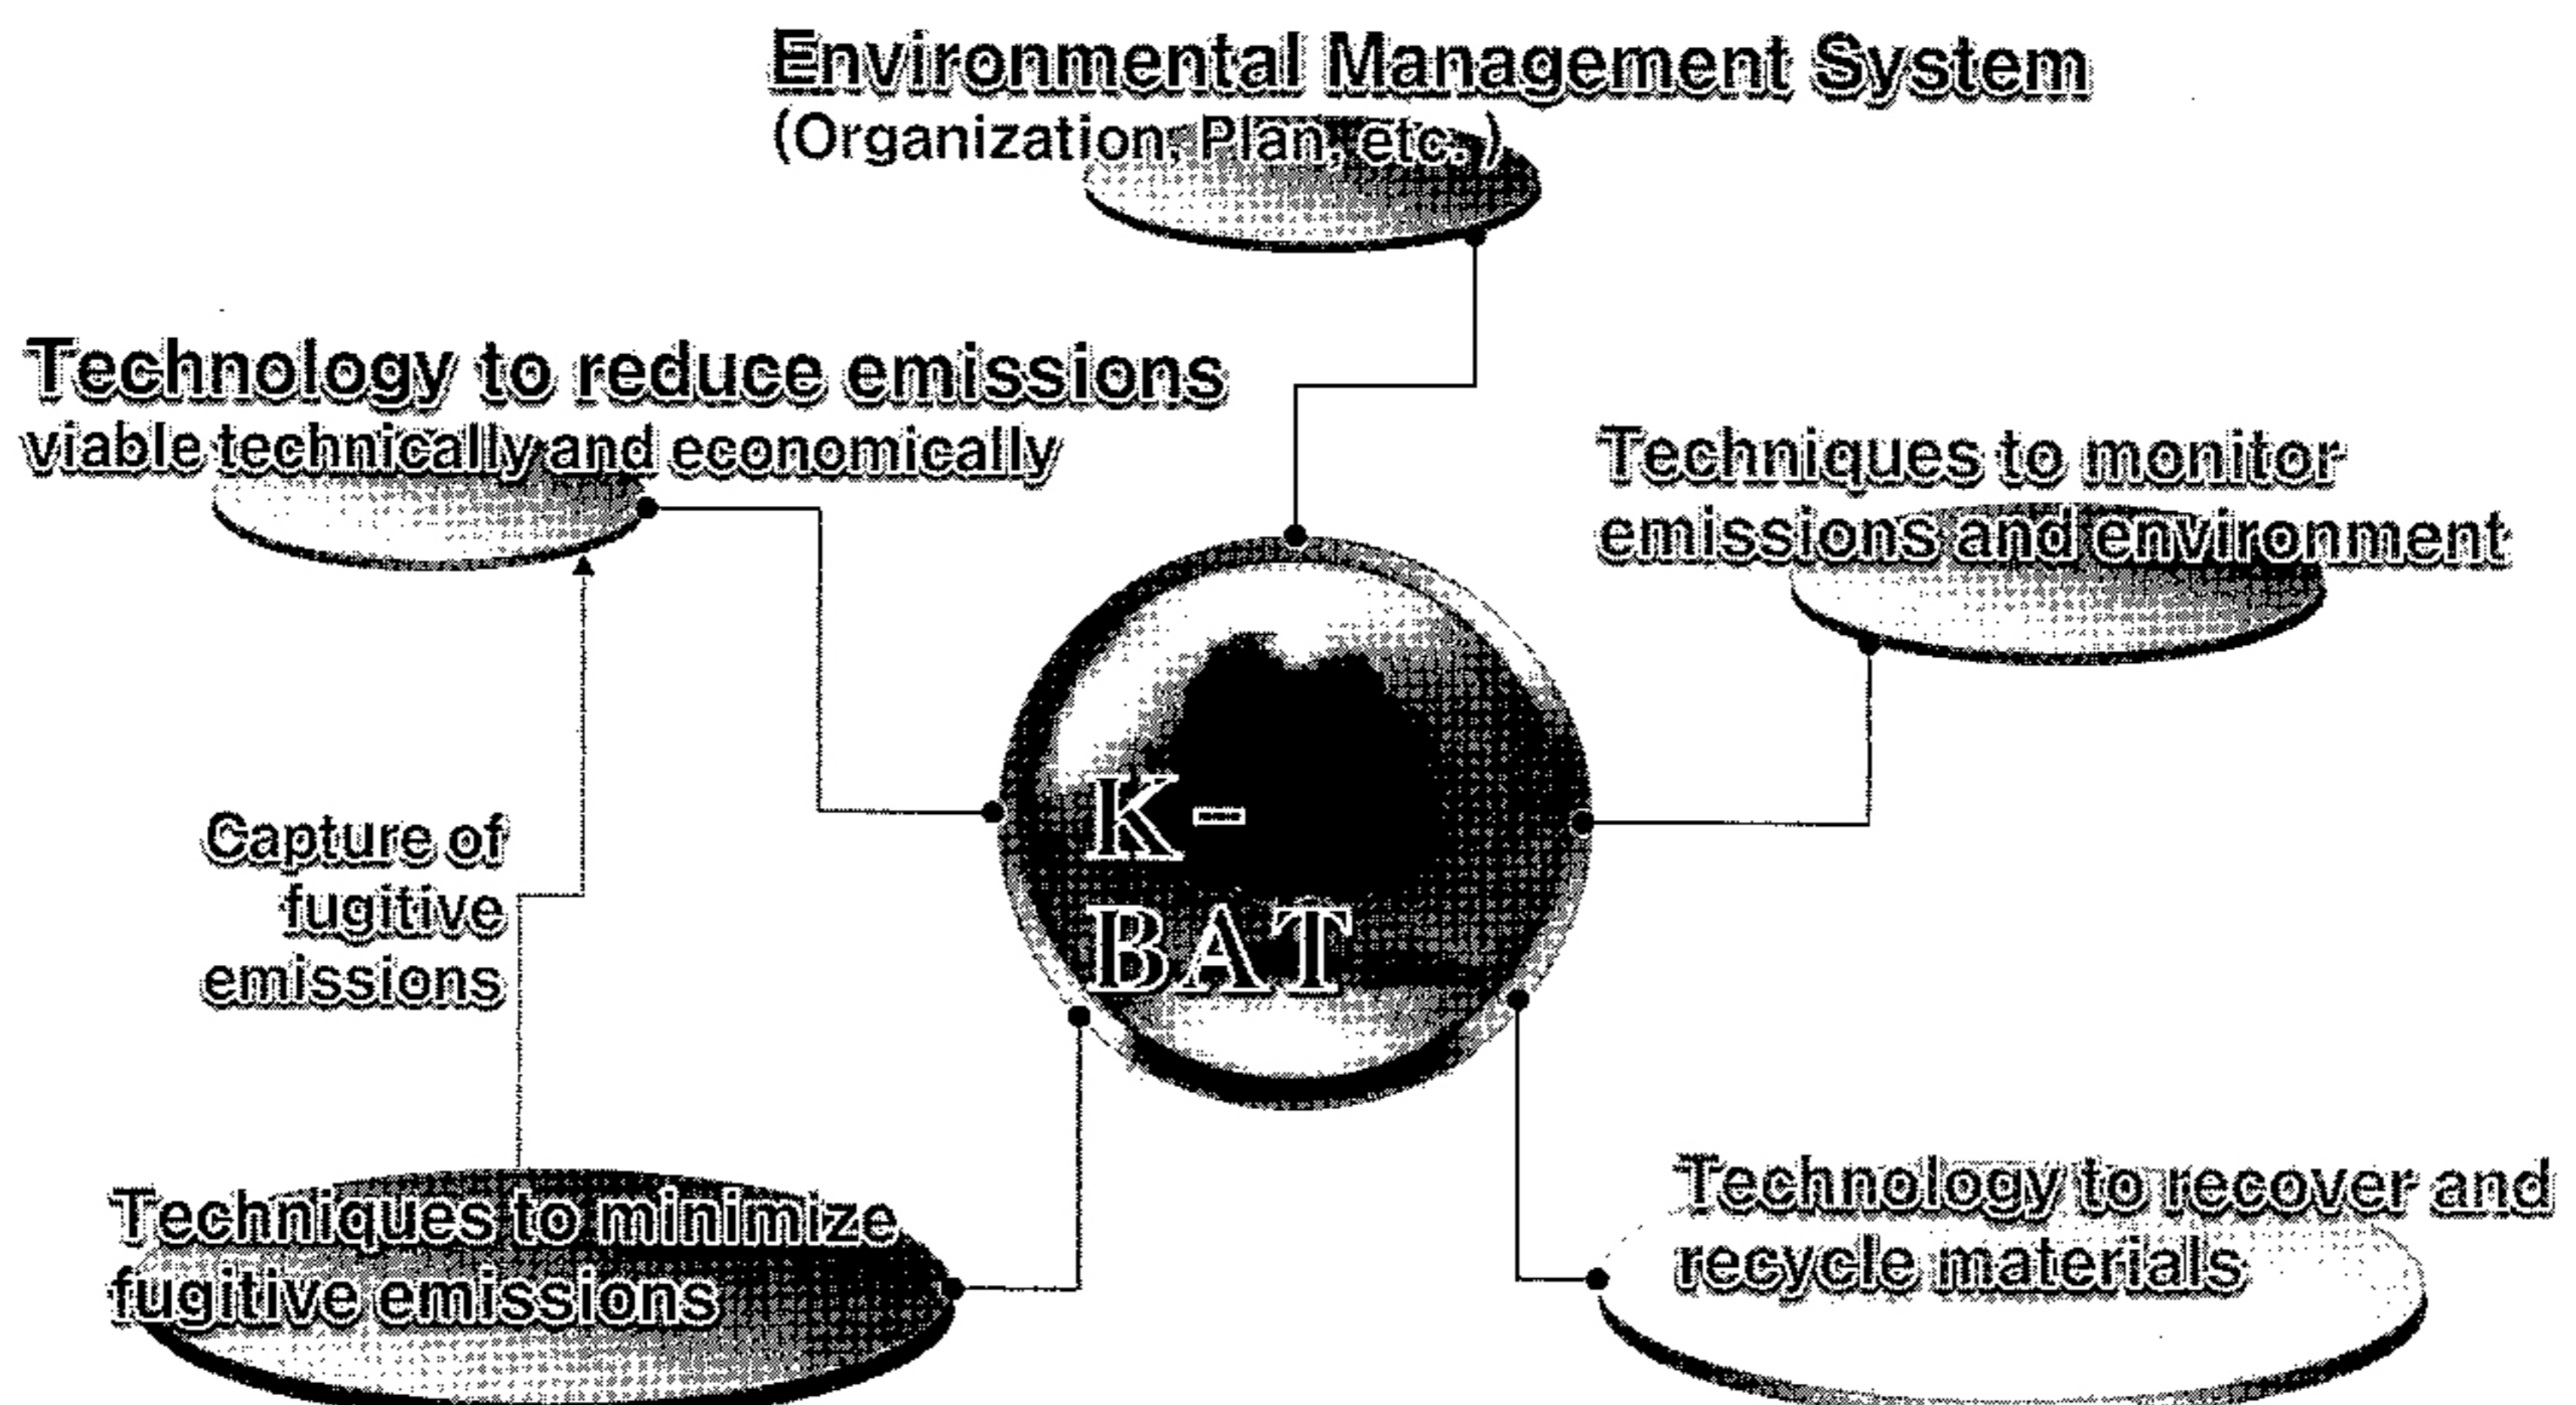 Environmental Management System
(Organization, Plan, etc. )
Technology to reduce emissions
viable technically and economically
Techniques to monitor
emissions and environment
K-
BAT
Capture of
fugitive
emissions
Techniques to minimize
fugitive emissions
Technology to recover and
recycle materials